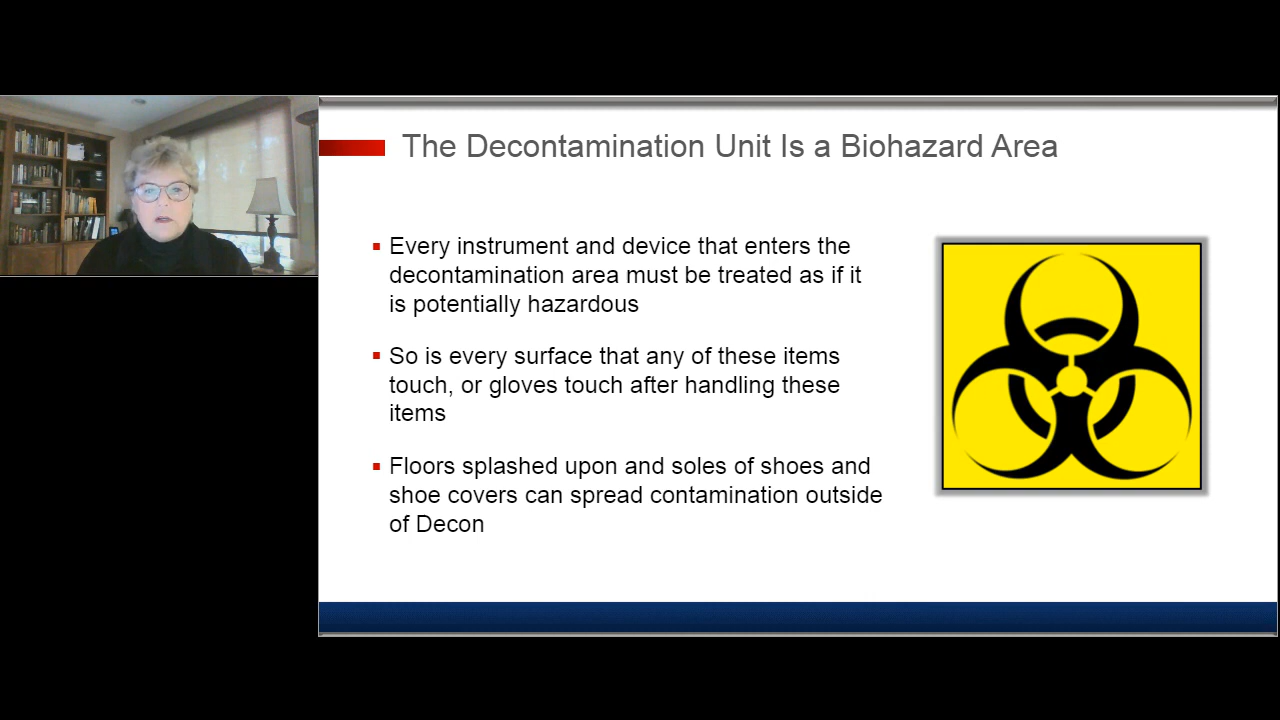 The Decontamination Unit Is a Biohazard Area
Every instrument and device that enters the
decontamination area must be treated as if it
is potentially hazardous
So is every surface that any of these items
touch, or gloves touch after handling these
items
Floors splashed upon and soles of shoes and
shoe covers can spread contamination outside
of Decon